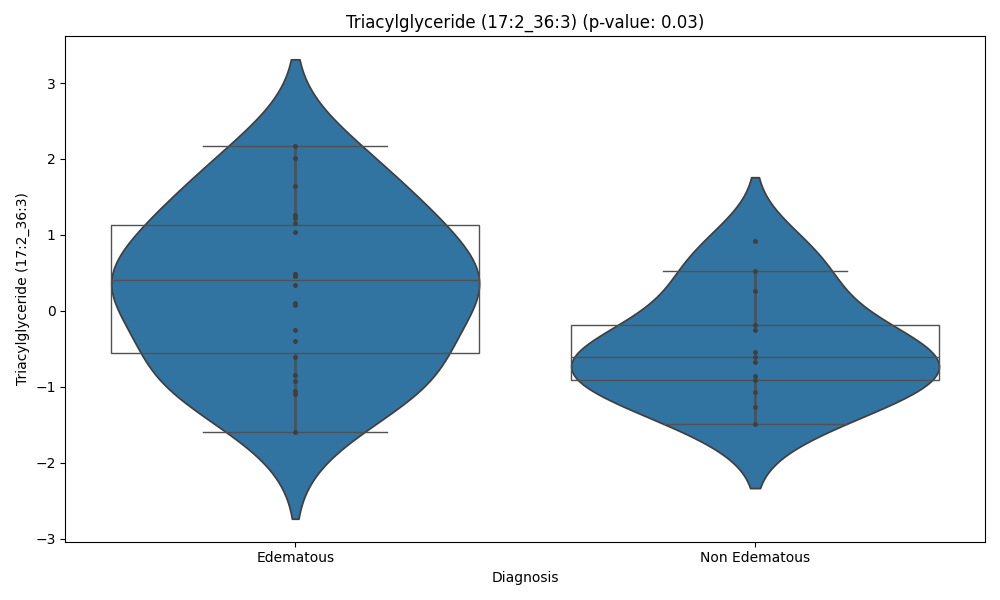 Triacylglyceride (17:2_36:3) (p-value: 0.03)
Triacylglyceride (17:2_36:3)
3
2
1
0
−1
−2
−3
Edematous
Non Edematous
Diagnosis